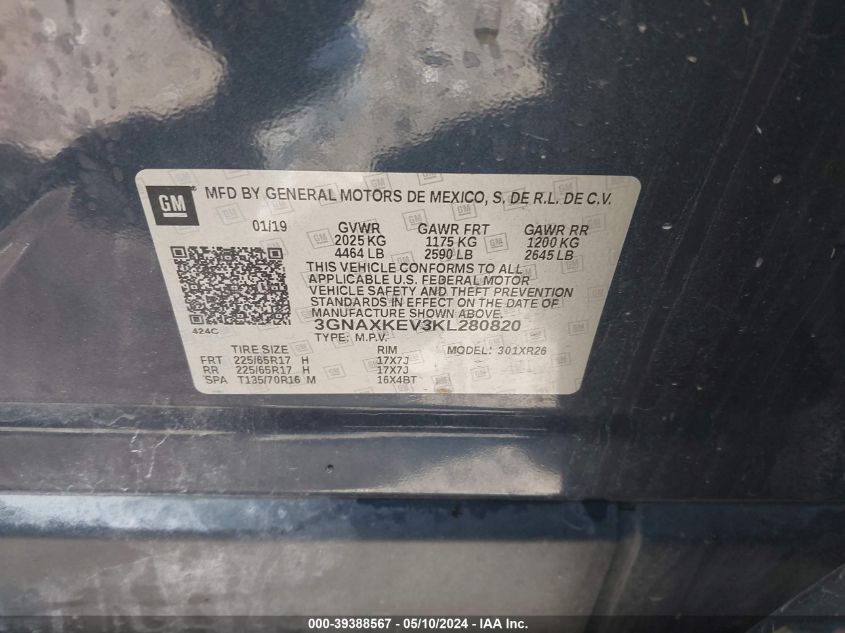 GM
MFD BY GENERAL MOTORS DE MEXICO, S. DE R.L. DE C.V.
01/19 GVWR GAWR FRT GAWR RR
2025 KG 1175 KG 1200 KG
4464 LB 2590 LB 2645 LB
THIS VEHICLE CONFORMS TO ALL
APPLICABLE U.S. FEDERAL MOTOR
VEHICLE SAFETY AND THEFT PREVENTION
STANDARDS IN EFFECT ON THE DATE OF
MANUFACTURE SHOWN ABOVE.
424C 3GNAXKEV3KL280820
TYPE: M.P.V.
TIRE SIZE RIM MODEL: 301XR26
FRT 225/65R17 H 17X7J
RR 225/65R17 H 17X7J
SPA T135/70R16 M 16X4BT
000-39388567 - 05/10/2024 - IAA Inc.